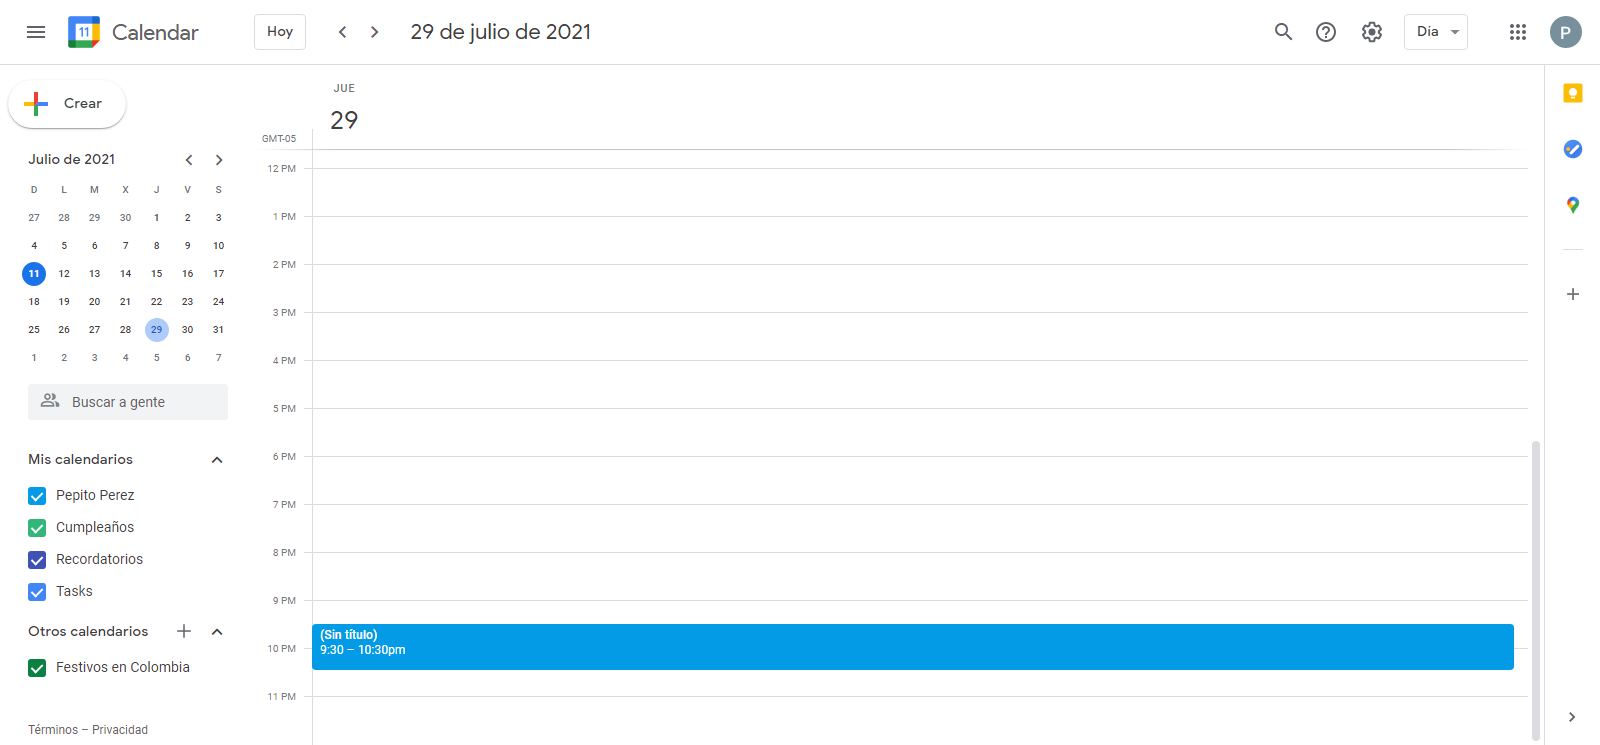 11 Calendar Hoy 29 de julio de 2021 Día P
Crear
JUE
29
GMT-05
Julio de 2021
D L M X J V S
27 28 29 30 1 2 3
4 5 6 7 8 9 10
11 12 13 14 15 16 17
18 19 20 21 22 23 24
25 26 27 28 29 30 31
1 2 3 4 5 6 7
Buscar a gente
Mis calendarios
Pepito Perez
Cumpleaños
Recordatorios
Tasks
Otros calendarios
Festivos en Colombia
Términos – Privacidad
12 PM
1 PM
2 PM
3 PM
4 PM
5 PM
6 PM
7 PM
8 PM
9 PM
(Sin título)
9:30 – 10:30pm
10 PM
11 PM